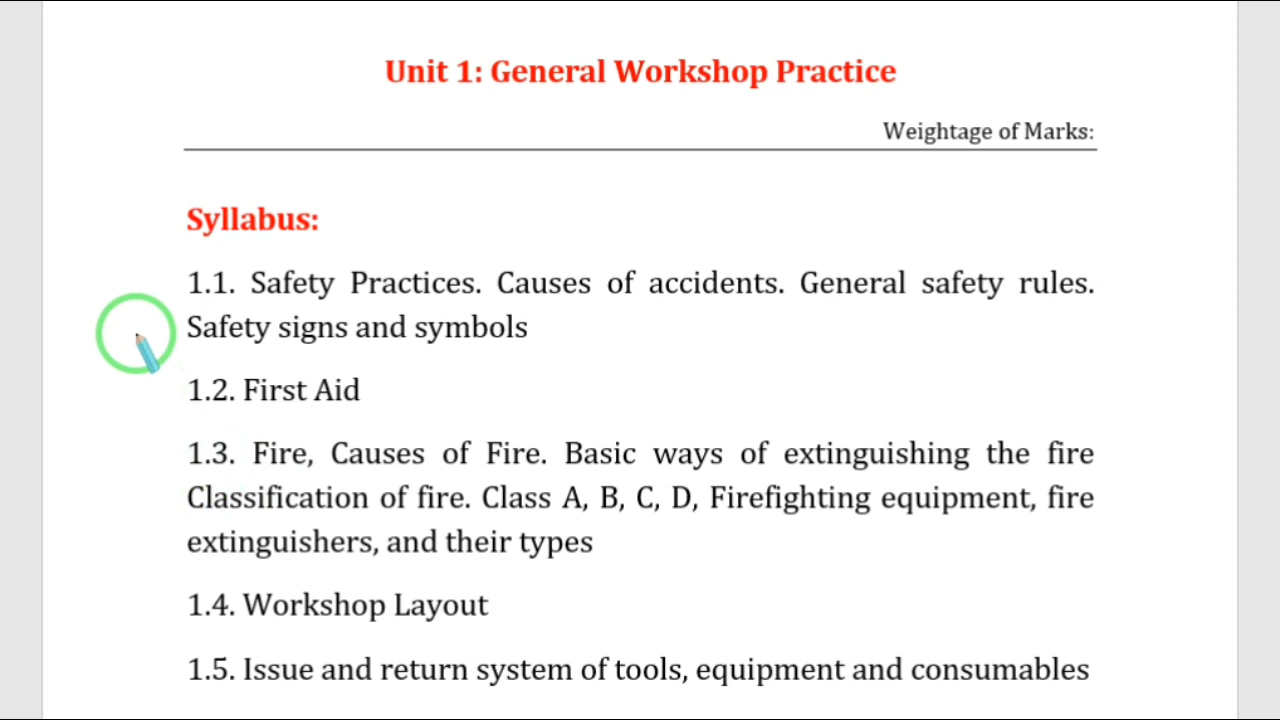 Unit 1: General Workshop Practice
Weightage of Marks:
Syllabus:
1.1. Safety Practices. Causes of accidents. General safety rules.
Safety signs and symbols
1.2. First Aid
1.3. Fire, Causes of Fire. Basic ways of extinguishing the fire
Classification of fire. Class A, B, C, D, Firefighting equipment, fire
extinguishers, and their types
1.4. Workshop Layout
1.5. Issue and return system of tools, equipment and consumables